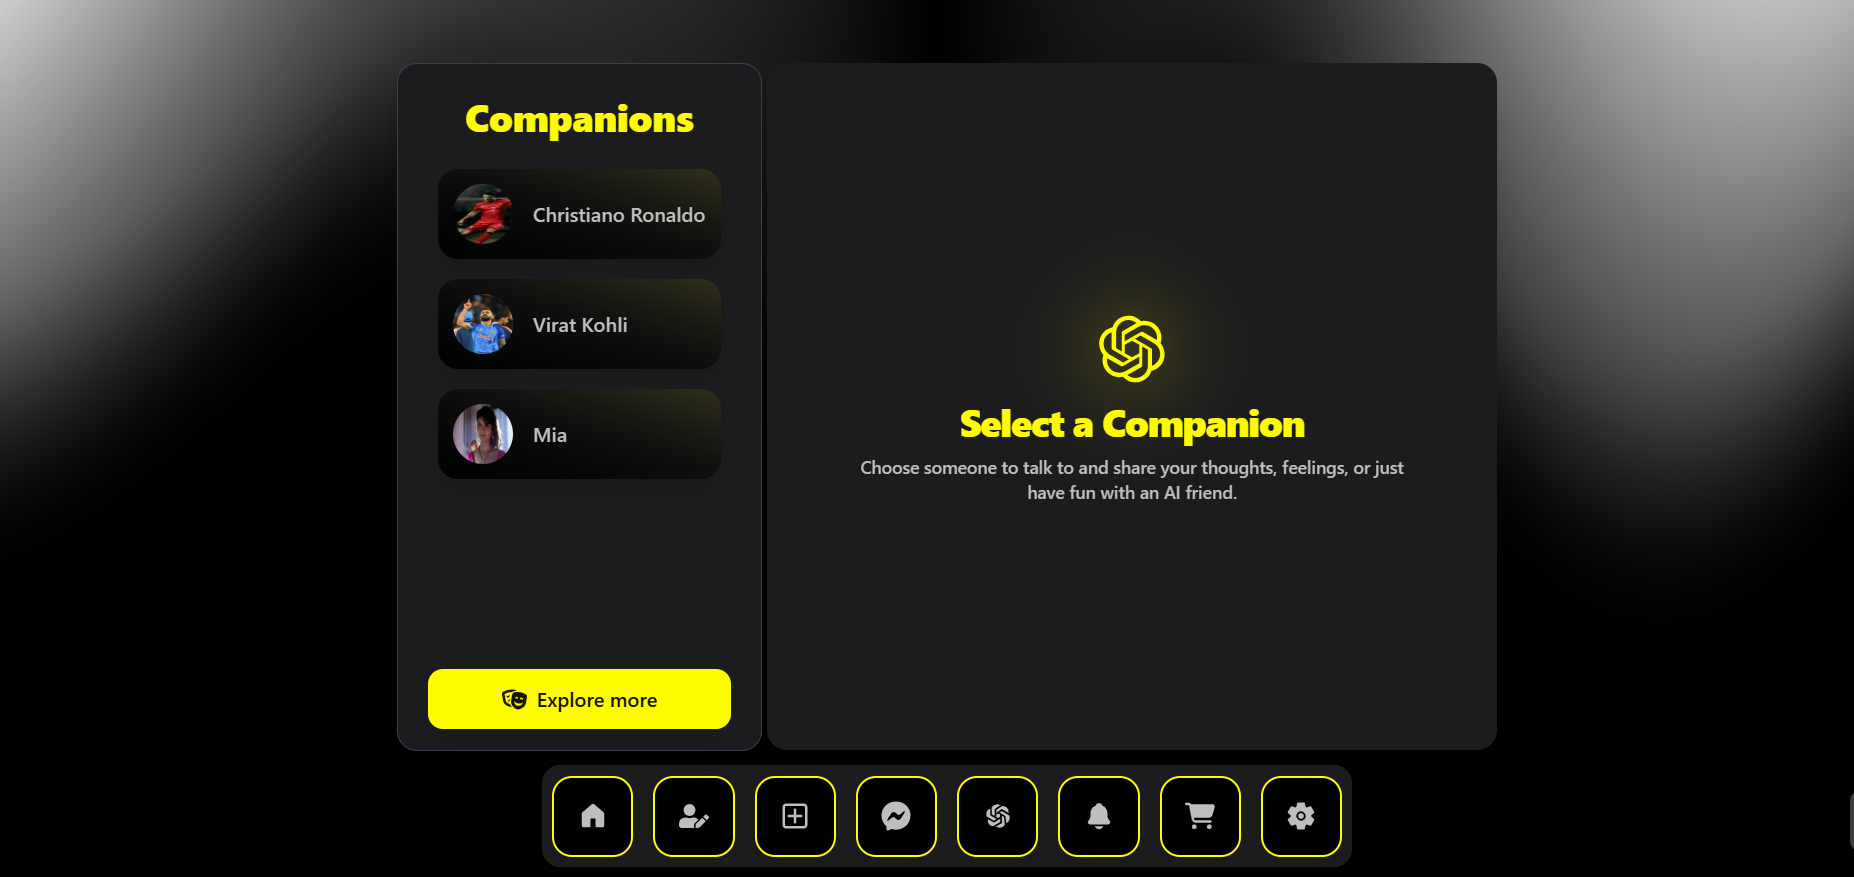 Companions
Christiano Ronaldo
Virat Kohli
Mia
Explore more
Select a Companion
Choose someone to talk to and share your thoughts, feelings, or just
have fun with an AI friend.